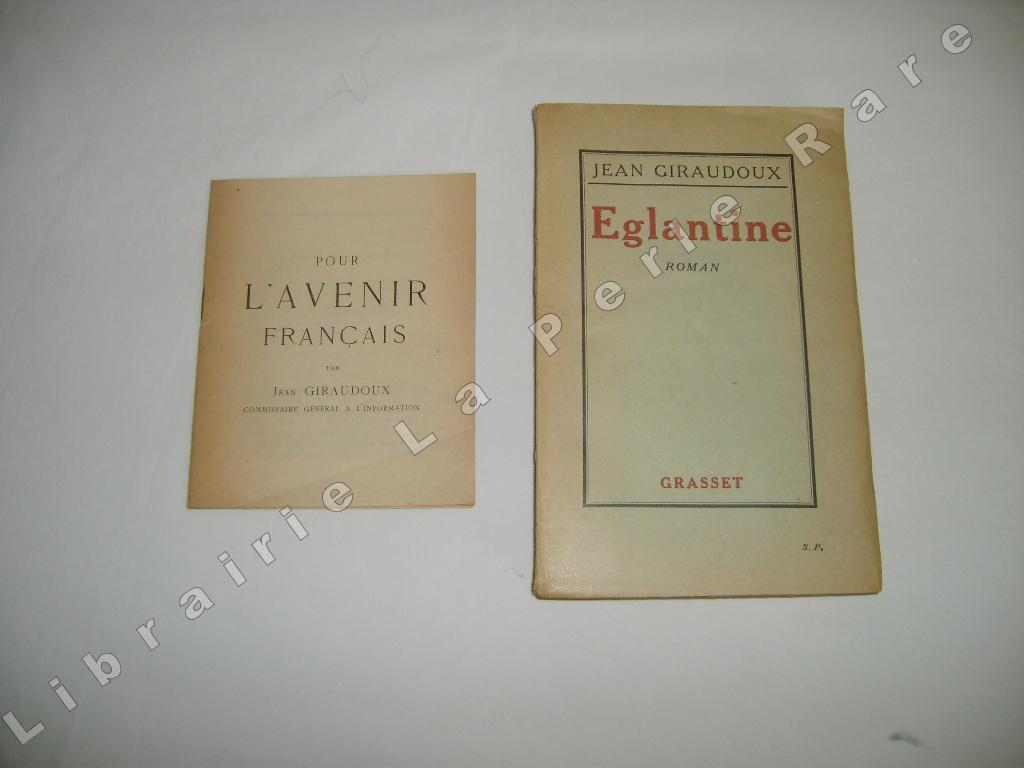 POUR
L'AVENIR
FRANÇAIS
PAR
JEAN GIRAUDOUX
COMMISSAIRE GÉNÉRAL A L'INFORMATION
JEAN GIRAUDOUX
Eglantine
ROMAN
GRASSET
S. P.
Librairie La Perle Rare